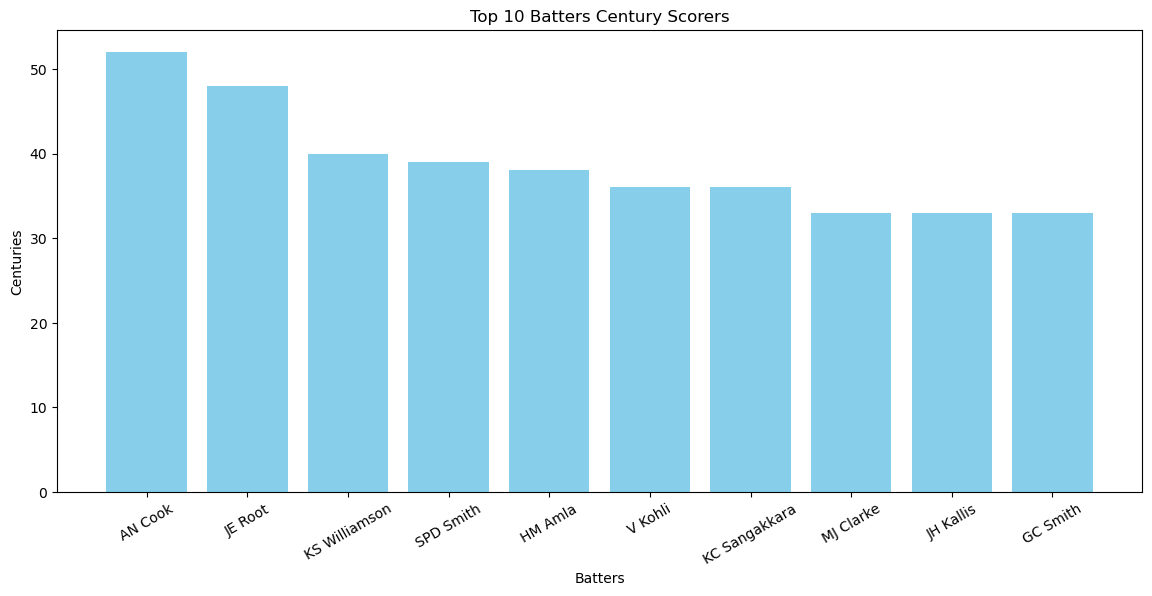 Top 10 Batters Century Scorers
Centuries
50
40
30
20
10
0
AN Cook
JE Root
KS Williamson
SPD Smith
HM Amla
V Kohli
KC Sangakkara
MJ Clarke
JH Kallis
GC Smith
Batters